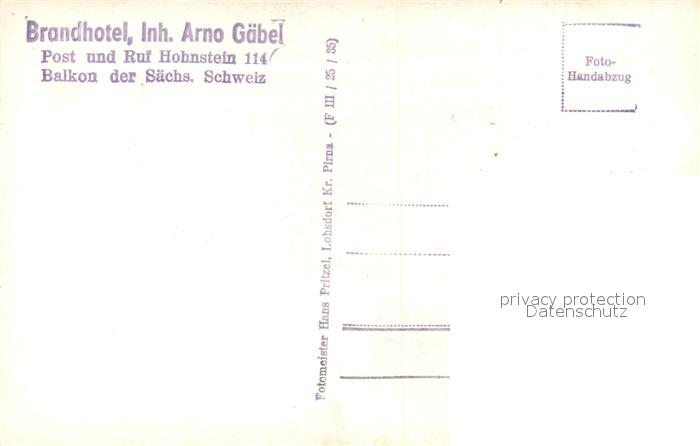 Brandhotel, Inh. Arno Gäbel
Post und Ruf Hohnstein 114
Balkon der Sächs. Schweiz
Fotomeister Hans Pritzel, Lohsdorf Kr. Pirna - (F III / 25 / 35)
Foto-
Handabzug
privacy protection
Datenschutz